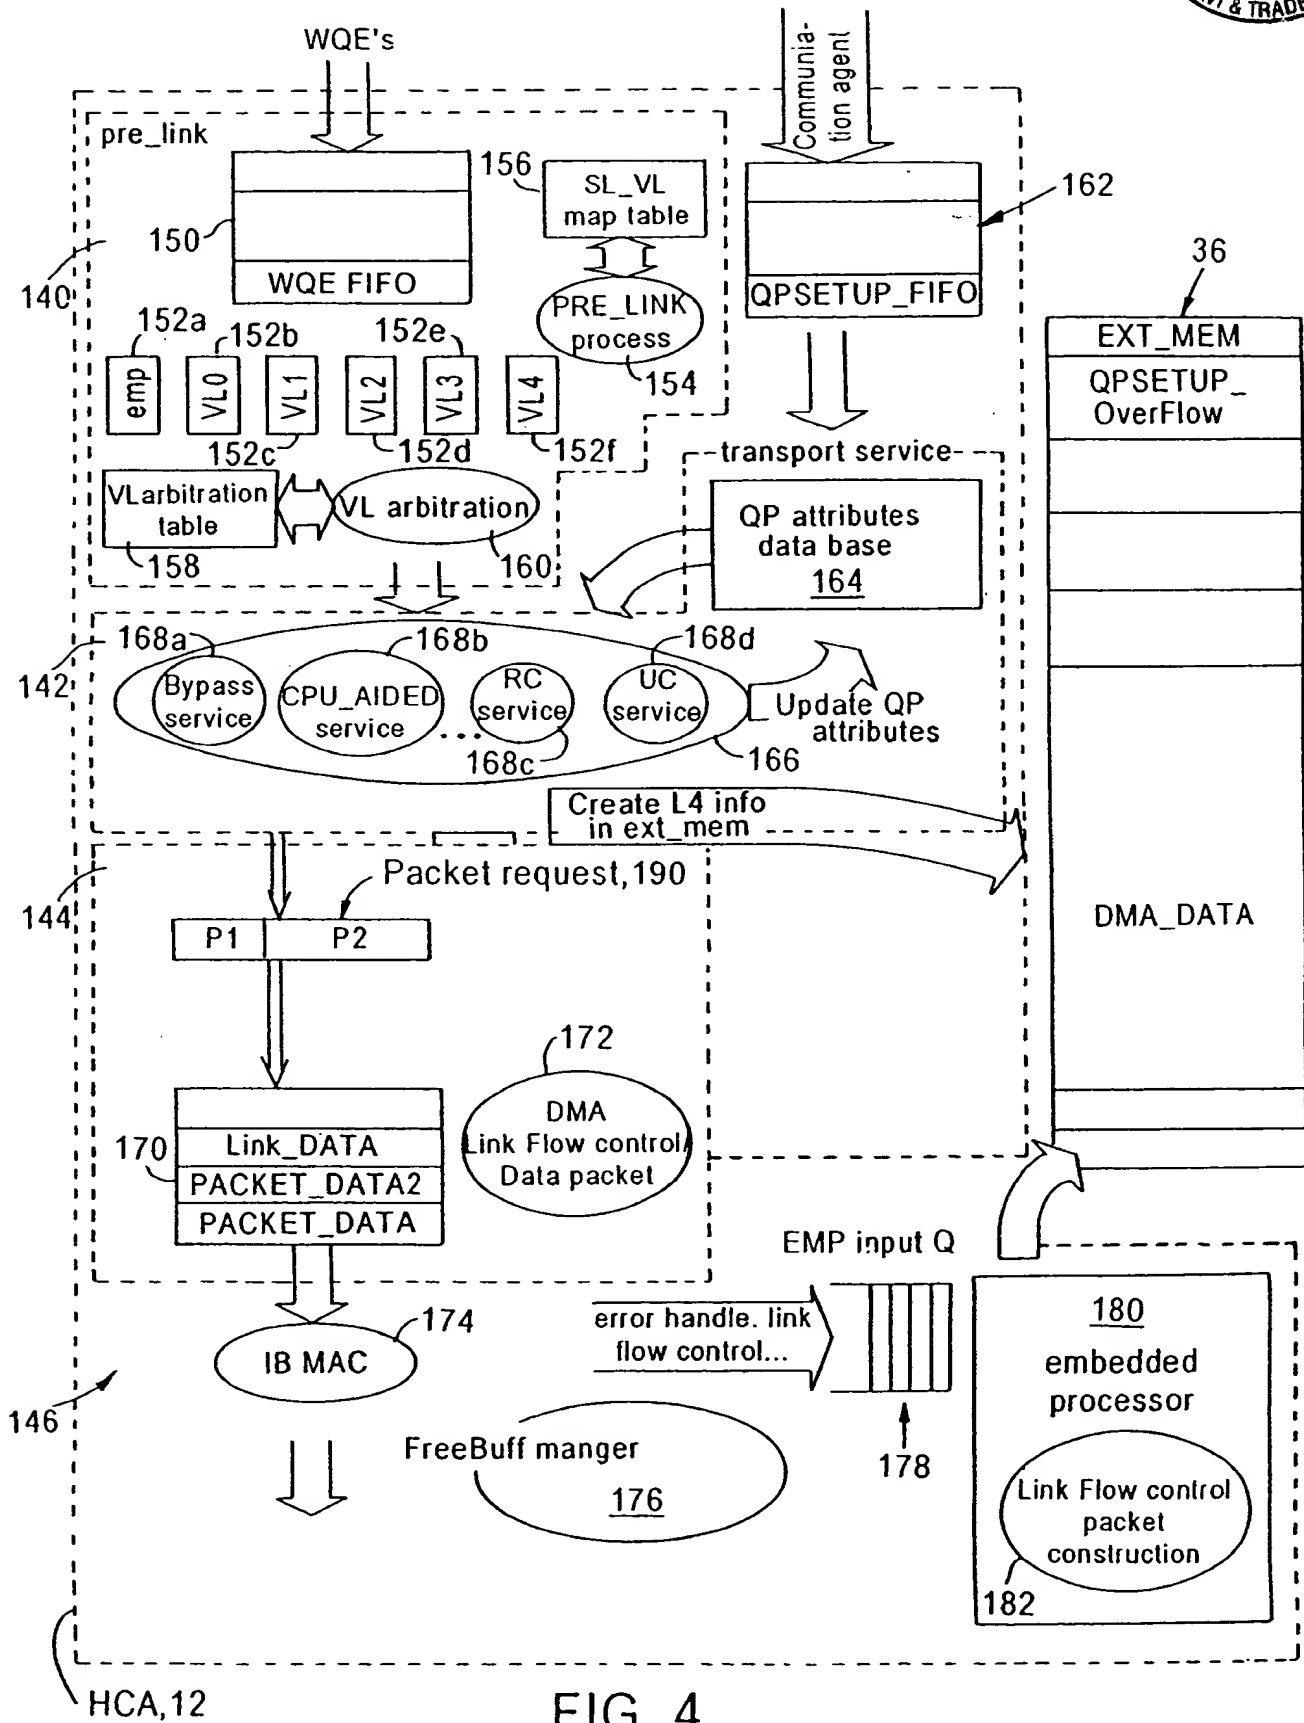 & TRADE
WQE's
Communia-
tion agent
pre_link
156
SL_VL
map table
162
150
WQE FIFO
PRE_LINK
process
154
QPSETUP_FIFO
36
140
152a
152b
152e
EXT_MEM
QPSETUP_
OverFlow
emp
VL0
VL1
VL2
VL3
VL4
152c
152d
152f
transport service
VLarbitration
table
158
VL arbitration
160
QP attributes
data base
164
168a
168b
168d
142
Bypass
service
CPU_AIDED
service
...
RC
service
UC
service
168c
166
Update QP
attributes
Create L4 info
in ext_mem
Packet request,190
144
P1
P2
DMA_DATA
172
DMA
Link Flow control/
Data packet
170
Link_DATA
PACKET_DATA2
PACKET_DATA
EMP input Q
174
IB MAC
error handle. link
flow control...
180
embedded
processor
146
178
FreeBuff manger
176
Link Flow control
packet
construction
182
HCA,12
FIG. 4